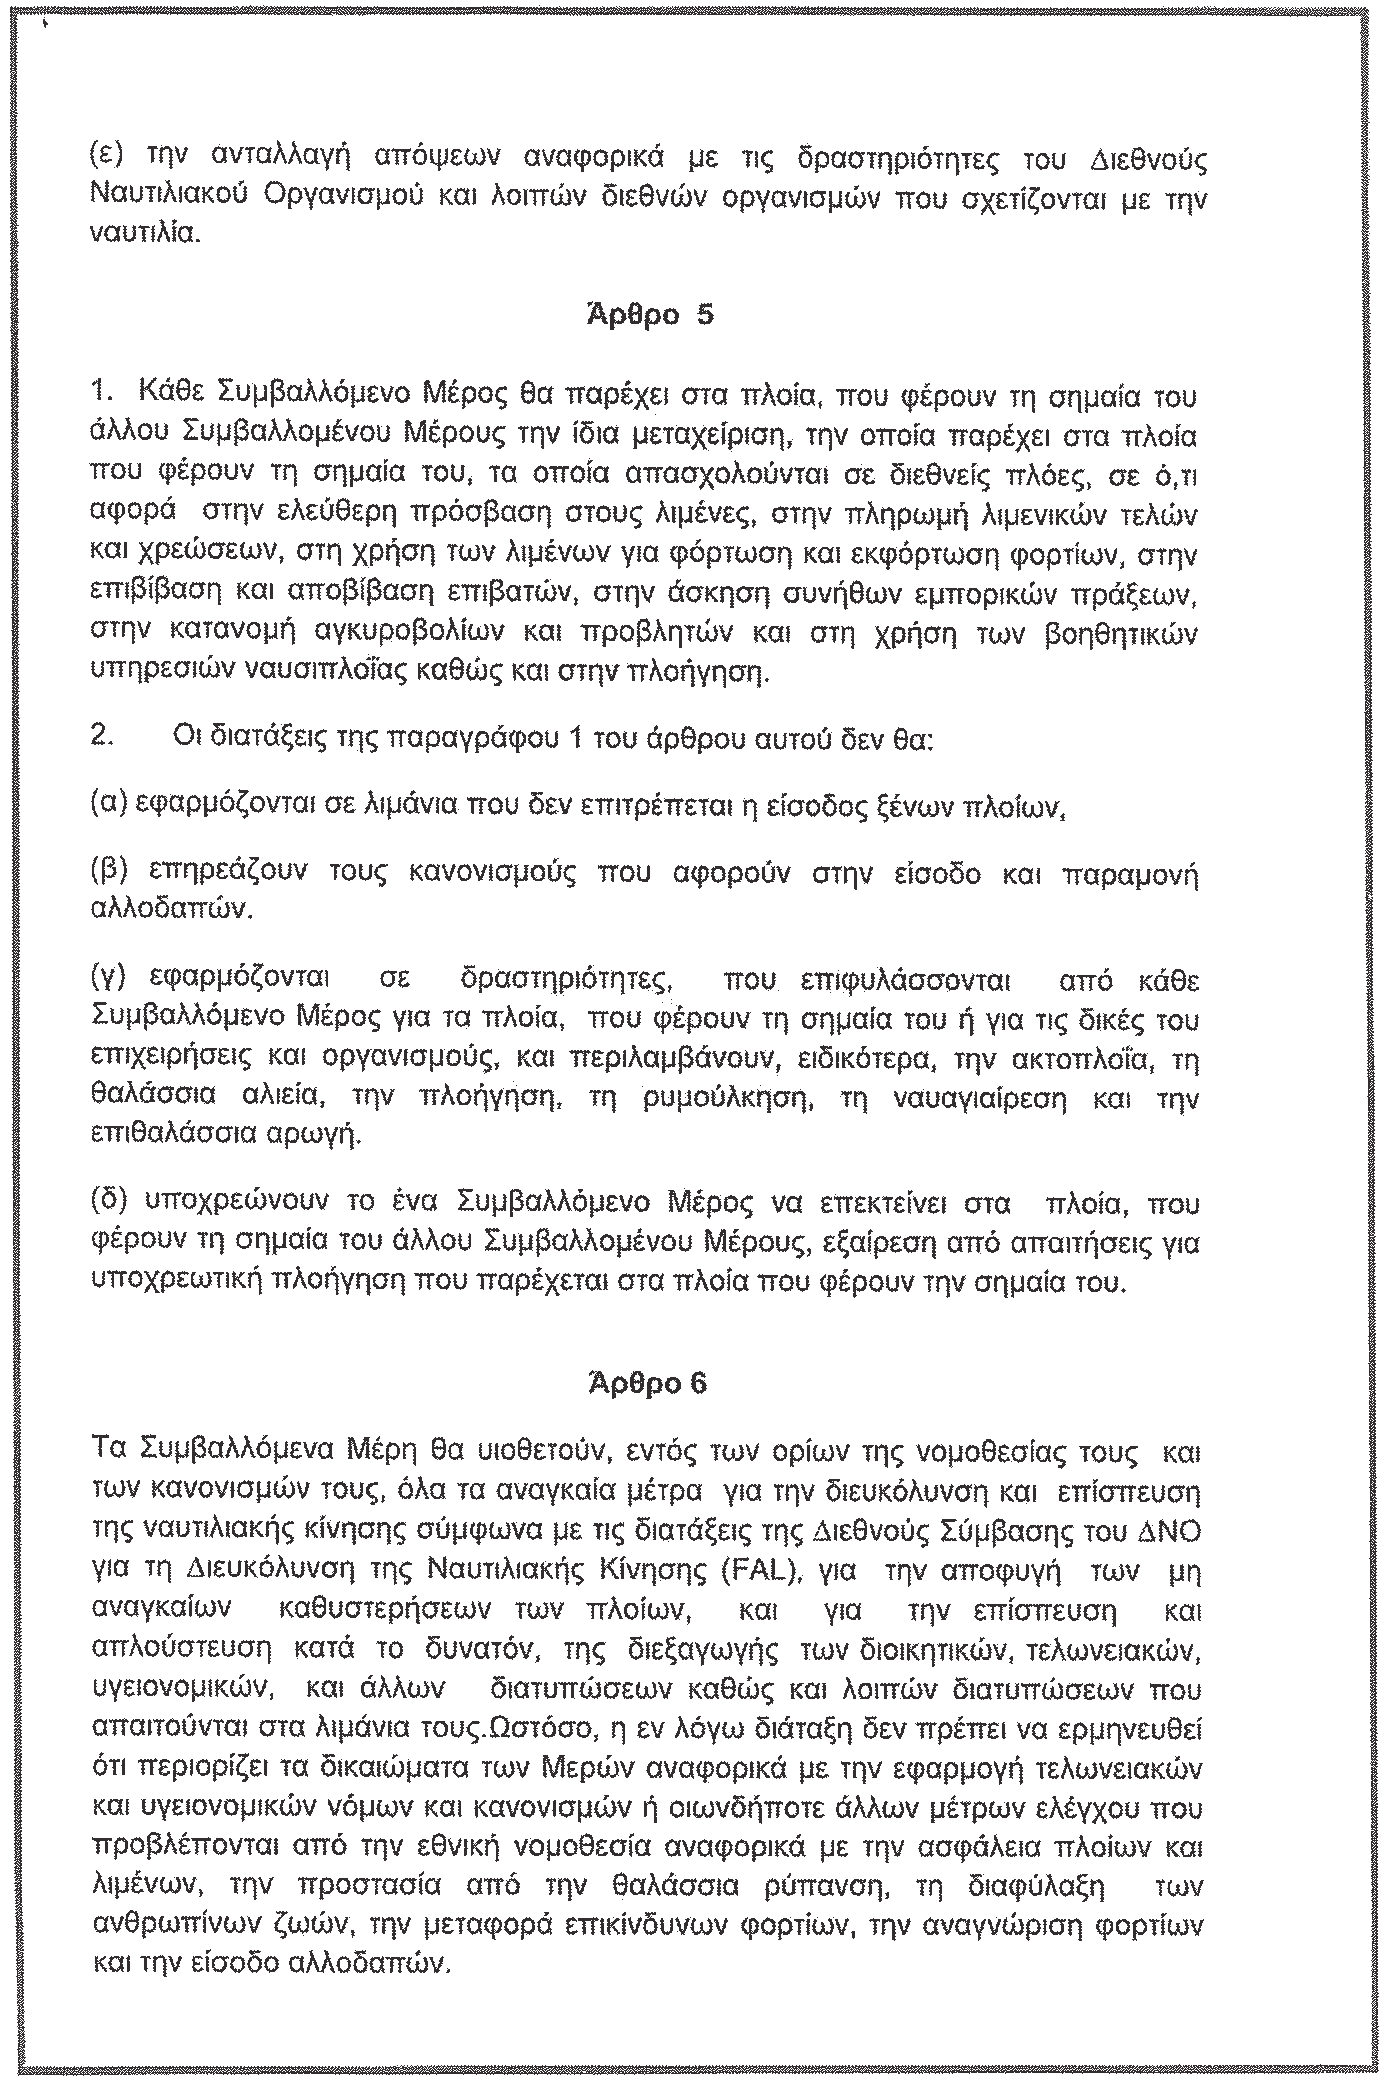 (ε) την ανταλλαγή απόψεων αναφορικά με τις δραστηριότητες του Διεθνούς
Ναυτιλιακού Οργανισμού και λοιπών διεθνών οργανισμών που σχετίζονται με την
ναυτιλία.
Άρθρο 5
1. Κάθε Συμβαλλόμενο Μέρος θα παρέχει στα πλοία, που φέρουν τη σημαία του
άλλου Συμβαλλομένου Μέρους την ίδια μεταχείριση, την οποία παρέχει στα πλοία
που φέρουν τη σημαία του, τα οποία απασχολούνται σε διεθνείς πλόες, σε ό,τι
αφορά στην ελεύθερη πρόσβαση στους λιμένες, στην πληρωμή λιμενικών τελών
και χρεώσεων, στη χρήση των λιμένων για φόρτωση και εκφόρτωση φορτίων, στην
επιβίβαση και αποβίβαση επιβατών, στην άσκηση συνήθων εμπορικών πράξεων,
στην κατανομή αγκυροβολίων και προβλητών και στη χρήση των βοηθητικών
υπηρεσιών ναυσιπλοΐας καθώς και στην πλοήγηση.
2. Οι διατάξεις της παραγράφου 1 του άρθρου αυτού δεν θα:
(α) εφαρμόζονται σε λιμάνια που δεν επιτρέπεται η είσοδος ξένων πλοίων,
(β) επηρεάζουν τους κανονισμούς που αφορούν στην είσοδο και παραμονή
αλλοδαπών.
(γ) εφαρμόζονται σε δραστηριότητες, που επιφυλάσσονται από κάθε
Συμβαλλόμενο Μέρος για τα πλοία, που φέρουν τη σημαία του ή για τις δικές του
επιχειρήσεις και οργανισμούς, και περιλαμβάνουν, ειδικότερα, την ακτοπλοΐα, τη
θαλάσσια αλιεία, την πλοήγηση, τη ρυμούλκηση, τη ναυαγιαίρεση και την
επιθαλάσσια αρωγή.
(δ) υποχρεώνουν το ένα Συμβαλλόμενο Μέρος να επεκτείνει στα πλοία, που
φέρουν τη σημαία του άλλου Συμβαλλομένου Μέρους, εξαίρεση από απαιτήσεις για
υποχρεωτική πλοήγηση που παρέχεται στα πλοία που φέρουν την σημαία του.
Άρθρο 6
Τα Συμβαλλόμενα Μέρη θα υιοθετούν, εντός των ορίων της νομοθεσίας τους και
των κανονισμών τους, όλα τα αναγκαία μέτρα για την διευκόλυνση και επίσπευση
της ναυτιλιακής κίνησης σύμφωνα με τις διατάξεις της Διεθνούς Σύμβασης του ΔΝΟ
για τη Διευκόλυνση της Ναυτιλιακής Κίνησης (FAL), για την αποφυγή των μη
αναγκαίων καθυστερήσεων των πλοίων, και για την επίσπευση και
απλούστευση κατά το δυνατόν, της διεξαγωγής των διοικητικών, τελωνειακών,
υγειονομικών, και άλλων διατυπώσεων καθώς και λοιπών διατυπώσεων που
απαιτούνται στα λιμάνια τους.Ωστόσο, η εν λόγω διάταξη δεν πρέπει να ερμηνευθεί
ότι περιορίζει τα δικαιώματα των Μερών αναφορικά με την εφαρμογή τελωνειακών
και υγειονομικών νόμων και κανονισμών ή οιωνδήποτε άλλων μέτρων ελέγχου που
προβλέπονται από την εθνική νομοθεσία αναφορικά με την ασφάλεια πλοίων και
λιμένων, την προστασία από την θαλάσσια ρύπανση, τη διαφύλαξη των
ανθρωπίνων ζωών, την μεταφορά επικίνδυνων φορτίων, την αναγνώριση φορτίων
και την είσοδο αλλοδαπών.